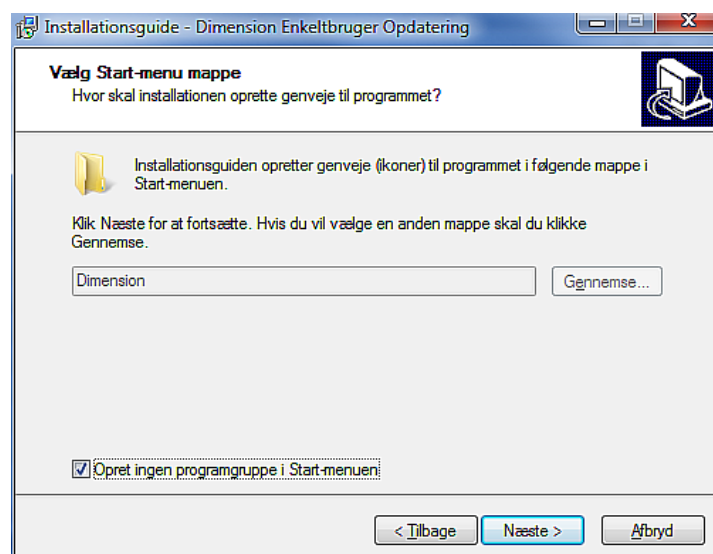 Installationsguide - Dimension Enkeltbruger Opdatering
Vælg Start-menu mappe
Hvor skal installationen oprette genveje til programmet?
Installationsguiden opretter genveje (ikoner) til programmet i følgende mappe i
Start-menuen.
Klik Næste for at fortsætte. Hvis du vil vælge en anden mappe skal du klikke
Gennemse.
Dimension
Gennemse...
Opret ingen programgruppe i Start-menuen
< Tilbage
Næste >
Afbryd